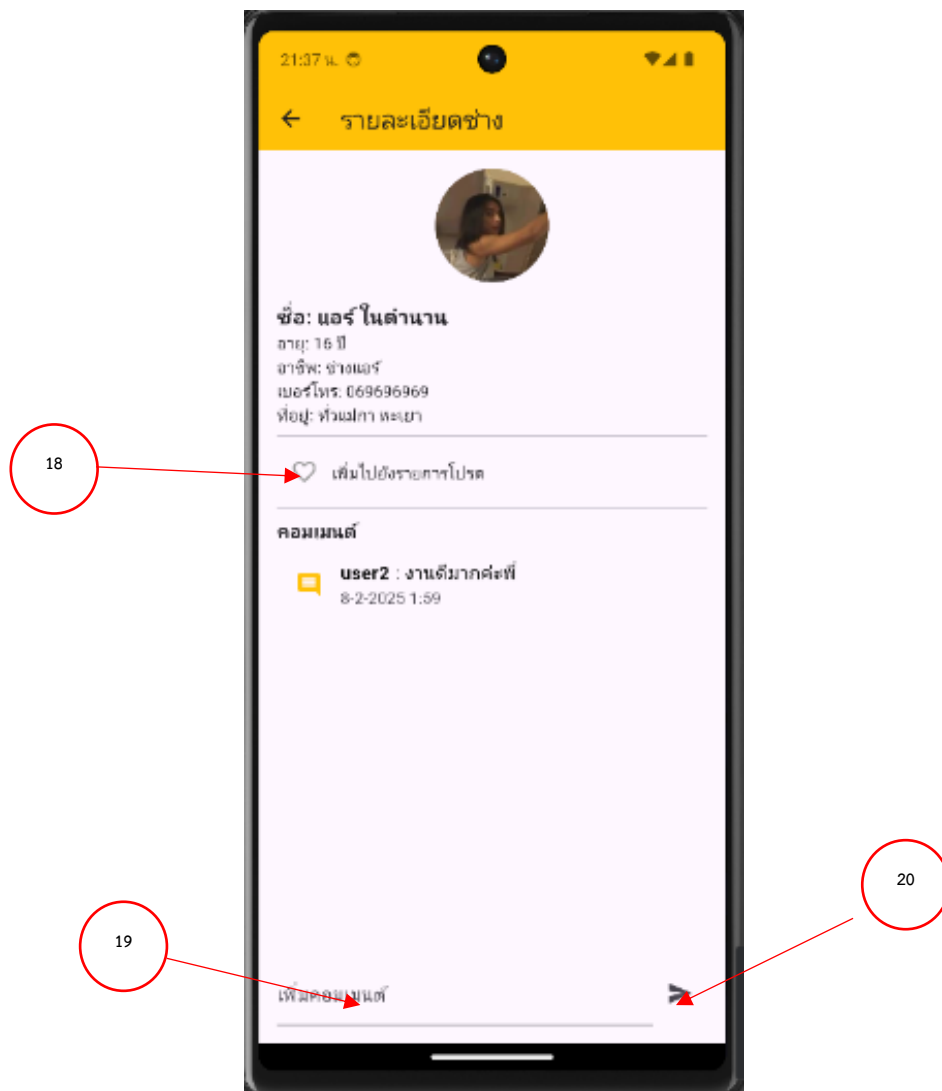 21:37 น.
รายละเอียดช่าง
ชื่อ: แอร์ ในตำนาน
อายุ: 16 ปี
อาชีพ: ช่างแอร์
เบอร์โทร: 069696969
ที่อยู่: ทั่วแม่กา พะเยา
18
เพิ่มไปยังรายการโปรด
คอมเมนต์
user2 : งานดีมากค่ะพี่
8-2-2025 1:59
20
19
เพิ่มคอมเมนต์